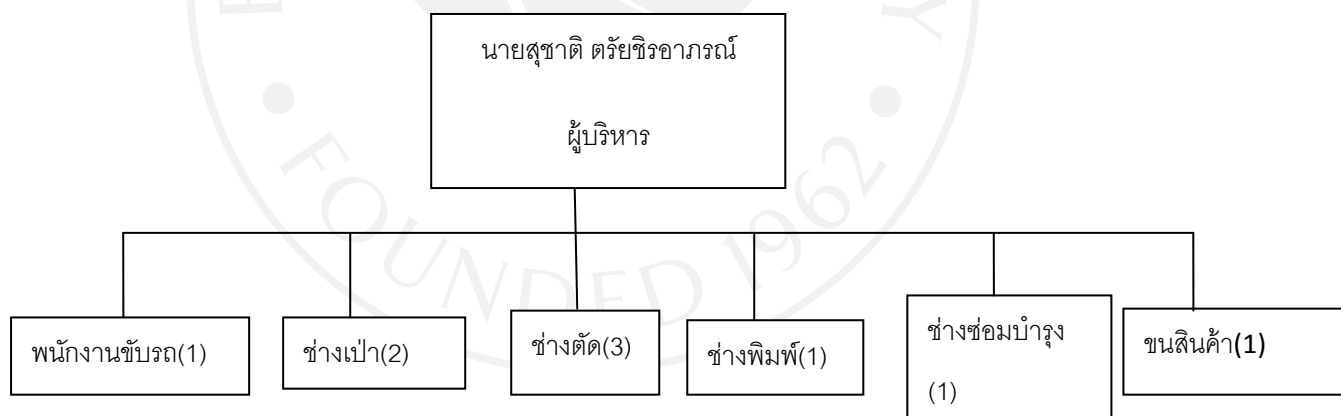 นายสุชาติ ตรัยชิรอาภรณ์
ผู้บริหาร
พนักงานขับรถ(1)
ช่างเป่า(2)
ช่างตัด(3)
ช่างพิมพ์(1)
ช่างซ่อมบำรุง
(1)
ขนสินค้า(1)
FOUNDED 1962